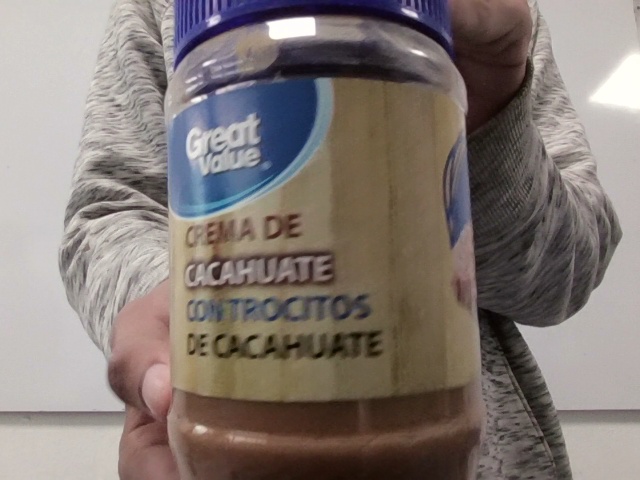 Great
Value
CREMA DE
CACAHUATE
CON TROCITOS
DE CACAHUATE